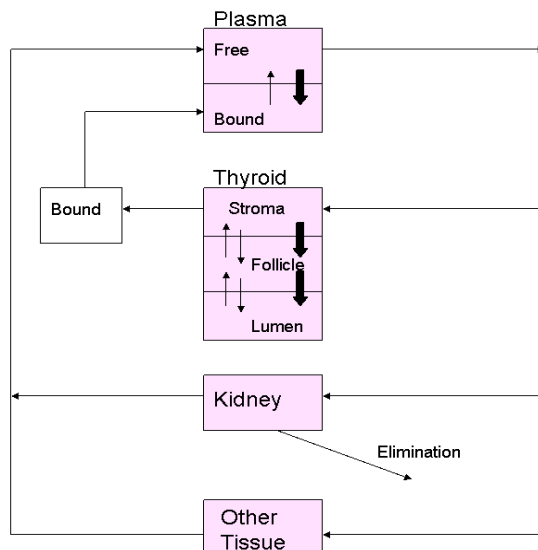 Plasma
Free
Bound
Thyroid
Bound
Stroma
Follicle
Lumen
Kidney
Elimination
Other
Tissue